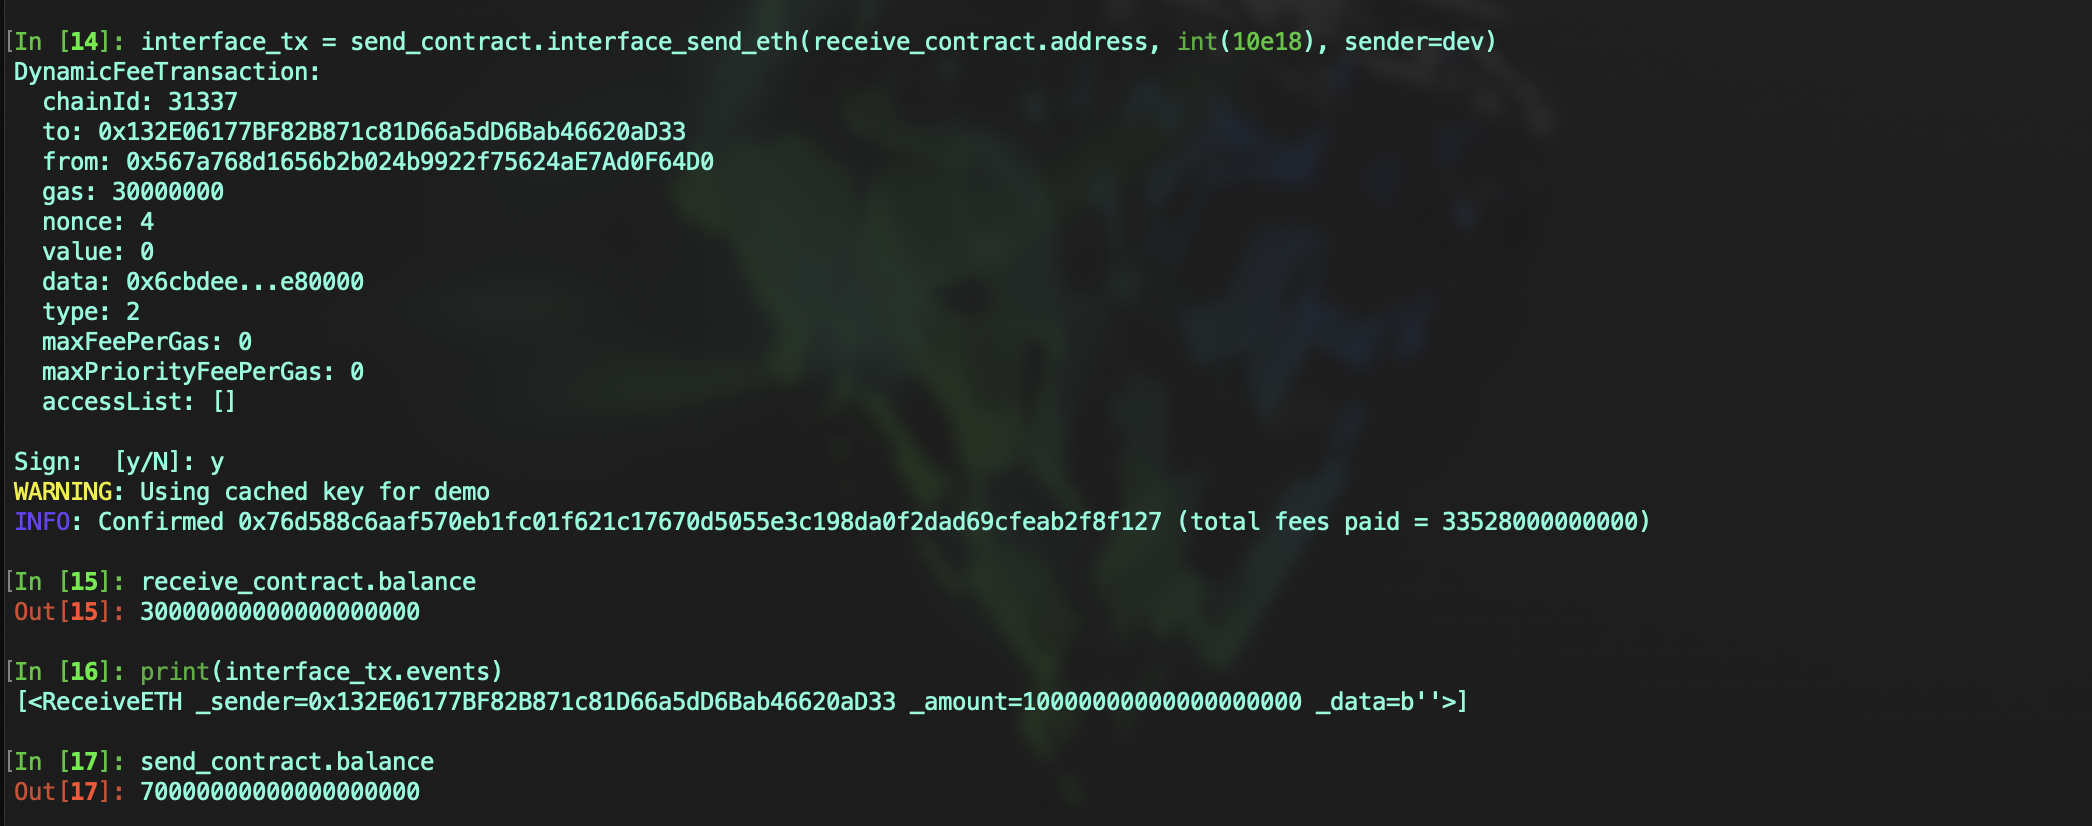 In [14]: interface_tx = send_contract.interface_send_eth(receive_contract.address, int(10e18), sender=dev)
DynamicFeeTransaction:
  chainId: 31337
  to: 0x132E06177BF82B871c81D66a5dD6Bab46620aD33
  from: 0x567a768d1656b2b024b9922f75624aE7Ad0F64D0
  gas: 30000000
  nonce: 4
  value: 0
  data: 0x6cbdee...e80000
  type: 2
  maxFeePerGas: 0
  maxPriorityFeePerGas: 0
  accessList: []
Sign:  [y/N]: y
WARNING: Using cached key for demo
INFO: Confirmed 0x76d588c6aaf570eb1fc01f621c17670d5055e3c198da0f2dad69cfeab2f8f127 (total fees paid = 33528000000000)
In [15]: receive_contract.balance
Out[15]: 30000000000000000000
In [16]: print(interface_tx.events)
[<ReceiveETH _sender=0x132E06177BF82B871c81D66a5dD6Bab46620aD33 _amount=10000000000000000000 _data=b''>]
In [17]: send_contract.balance
Out[17]: 70000000000000000000